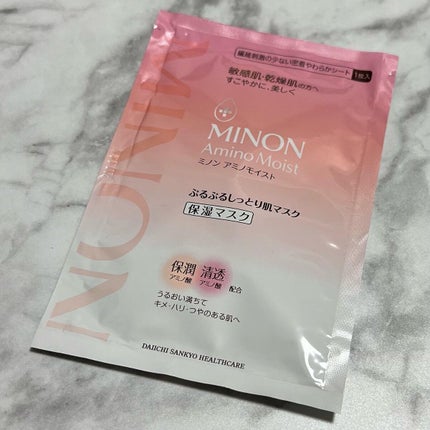 繊維刺激の少ない密着やわらかシート 1枚入
敏感肌・乾燥肌の方へ
すこやかに、美しく
MINON
Amino Moist
ミノン アミノモイスト
ぷるぷるしっとり肌マスク
保湿マスク
保潤 清透
アミノ酸 アミノ酸 配合
うるおい満ちて
キメ・ハリ・つやのある肌へ
DAIICHI SANKYO HEALTHCARE
MINON